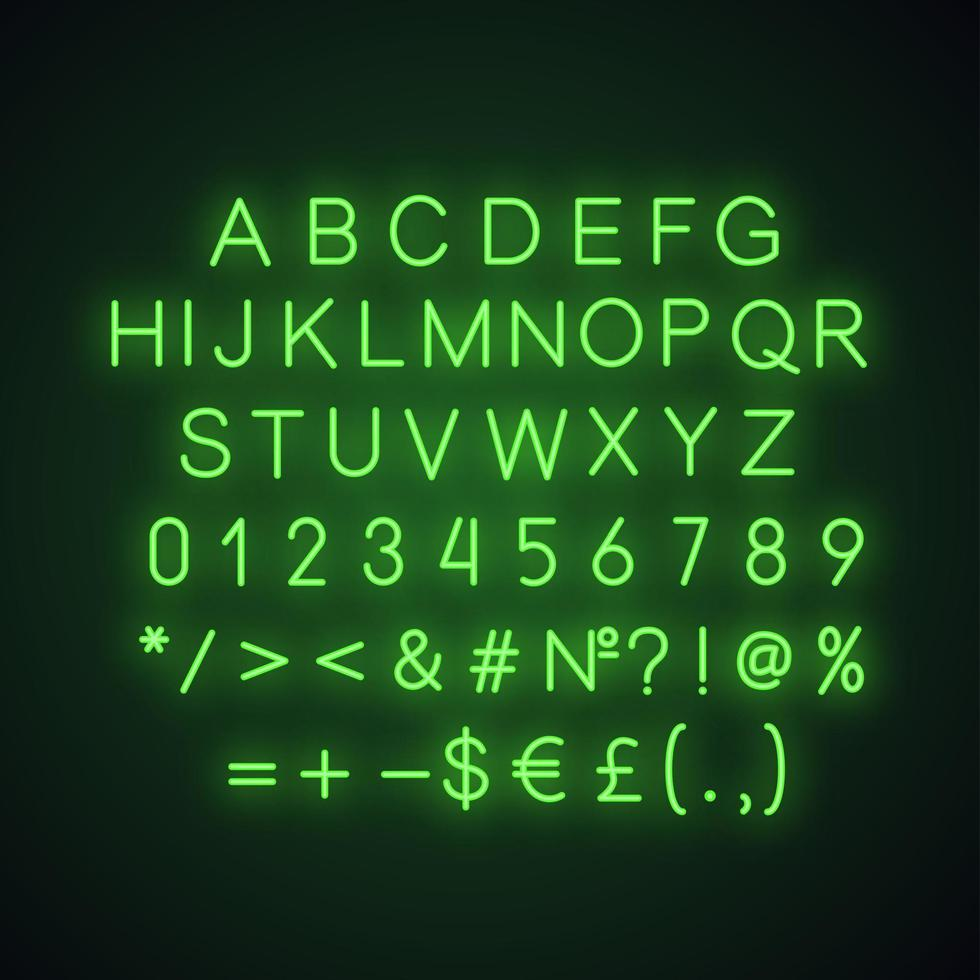 A B C D E F G
H I J K L M N O P Q R
S T U V W X Y Z
0 1 2 3 4 5 6 7 8 9
* / > < & # № ? ! @ %
= + − $ € £ ( . , )